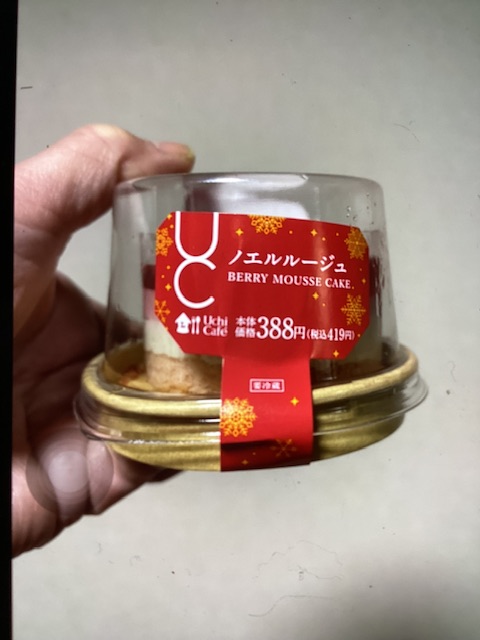 UC
ノエルルージュ
BERRY MOUSSE CAKE
Uchi Café
本体価格388円(税込419円)
要冷蔵